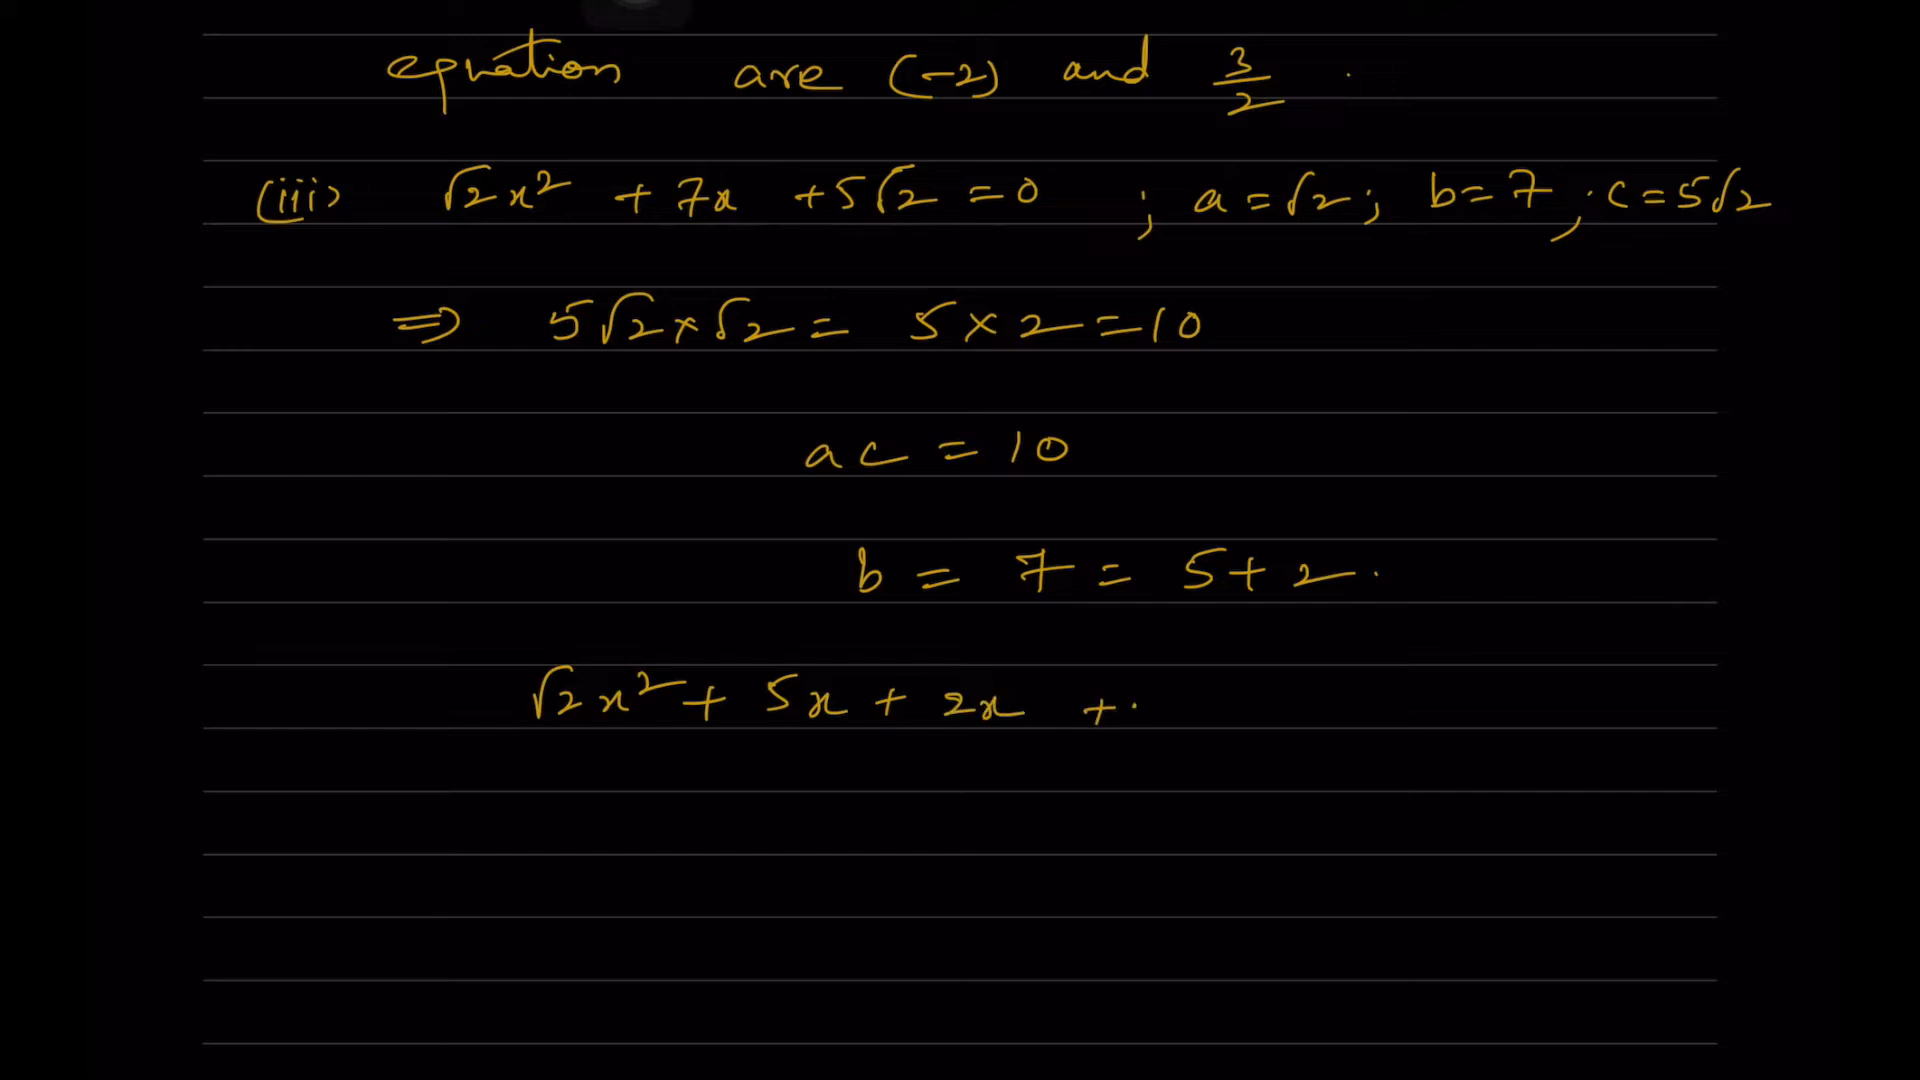 equation are (-2) and 3/2 .
(iii) √2x² + 7x + 5√2 = 0 ; a = √2 ; b = 7 ; c = 5√2
⇒ 5√2 × √2 = 5 × 2 = 10
ac = 10
b = 7 = 5 + 2 .
√2x² + 5x + 2x +